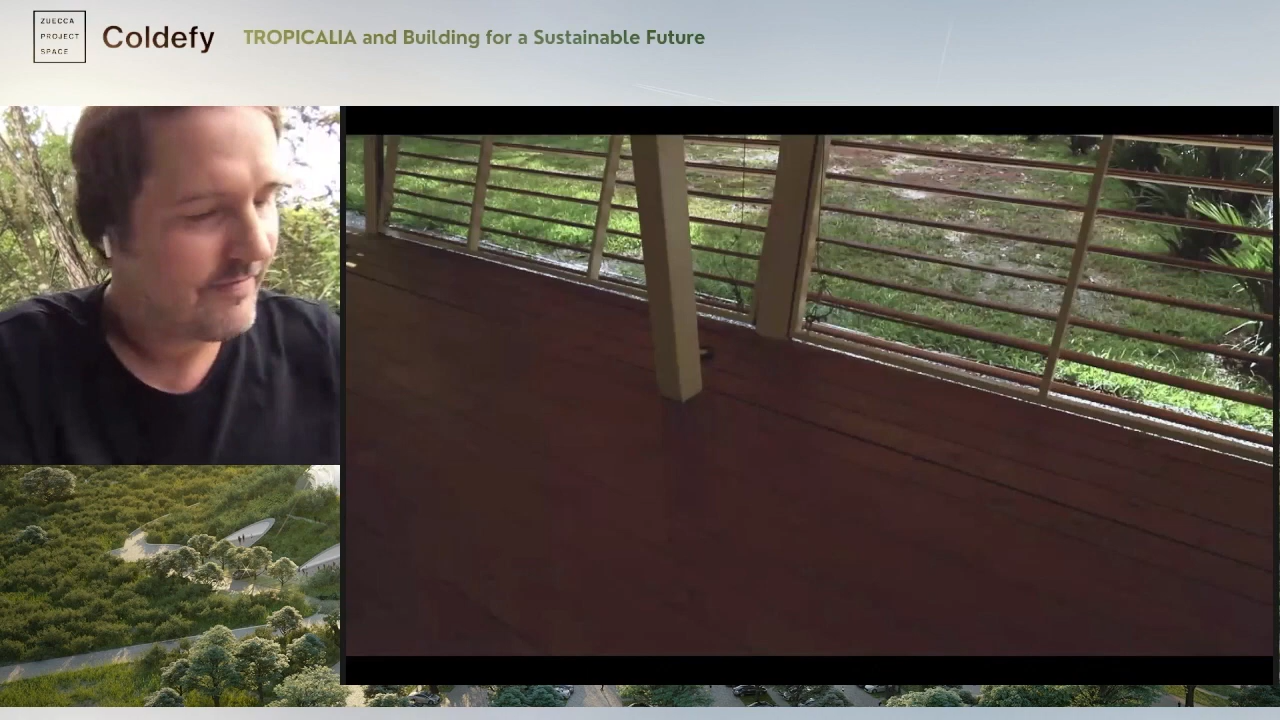 ZUECCA
PROJECT
SPACE
Coldefy
TROPICALIA and Building for a Sustainable Future